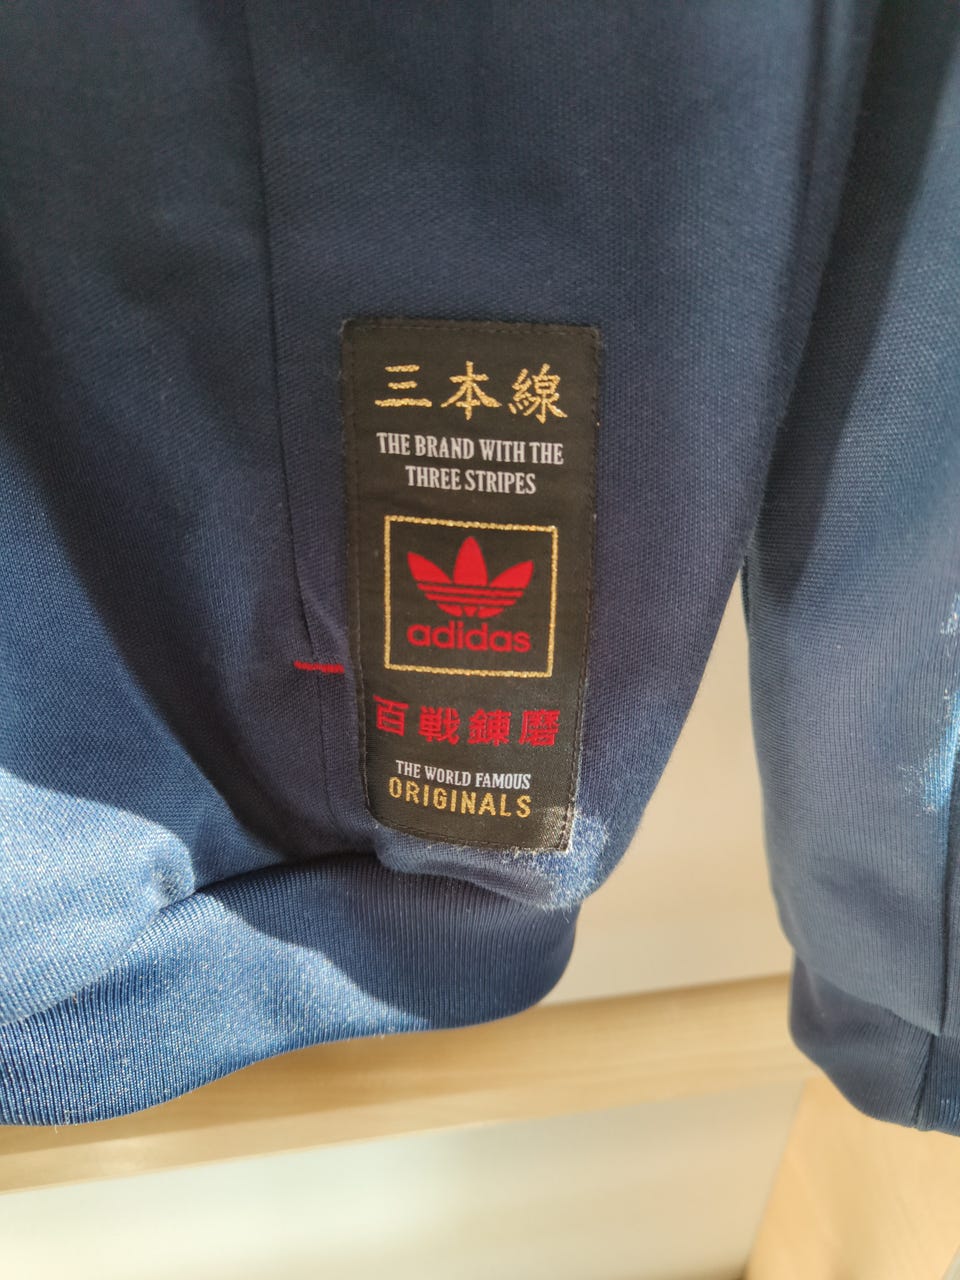 三本線
THE BRAND WITH THE
THREE STRIPES
adidas
百戦錬磨
THE WORLD FAMOUS
ORIGINALS